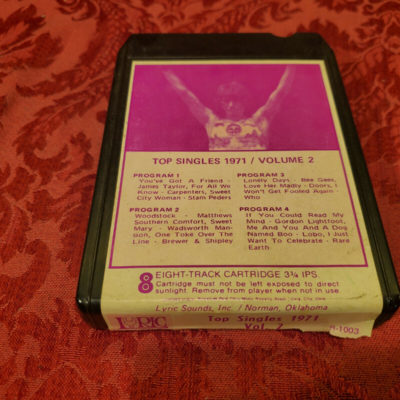 TOP SINGLES 1971 / VOLUME 2
PROGRAM 1
You've Got A Friend -
James Taylor, For All We
Know - Carpenters, Sweet
City Woman - Stam Peders
PROGRAM 2
Woodstock - Matthews
Southern Comfort, Sweet
Mary - Wadsworth Man-
sion, One Toke Over The
Line - Brewer & Shipley
PROGRAM 3
Lonely Days - Bee Gees,
Love Her Madly - Doors, I
Won't Get Fooled Again -
Who
PROGRAM 4
If You Could Read My
Mind - Gordon Lightfoot,
Me And You And A Dog
Named Boo - Lobo, I Just
Want To Celebrate - Rare
Earth
8 EIGHT-TRACK CARTRIDGE 3¾ IPS.
Cartridge must not be left exposed to direct
sunlight. Remove from player when not in use.
Lyric Sounds, Inc. / Norman, Oklahoma
Top Singles 1971
Vol. 2
-1003